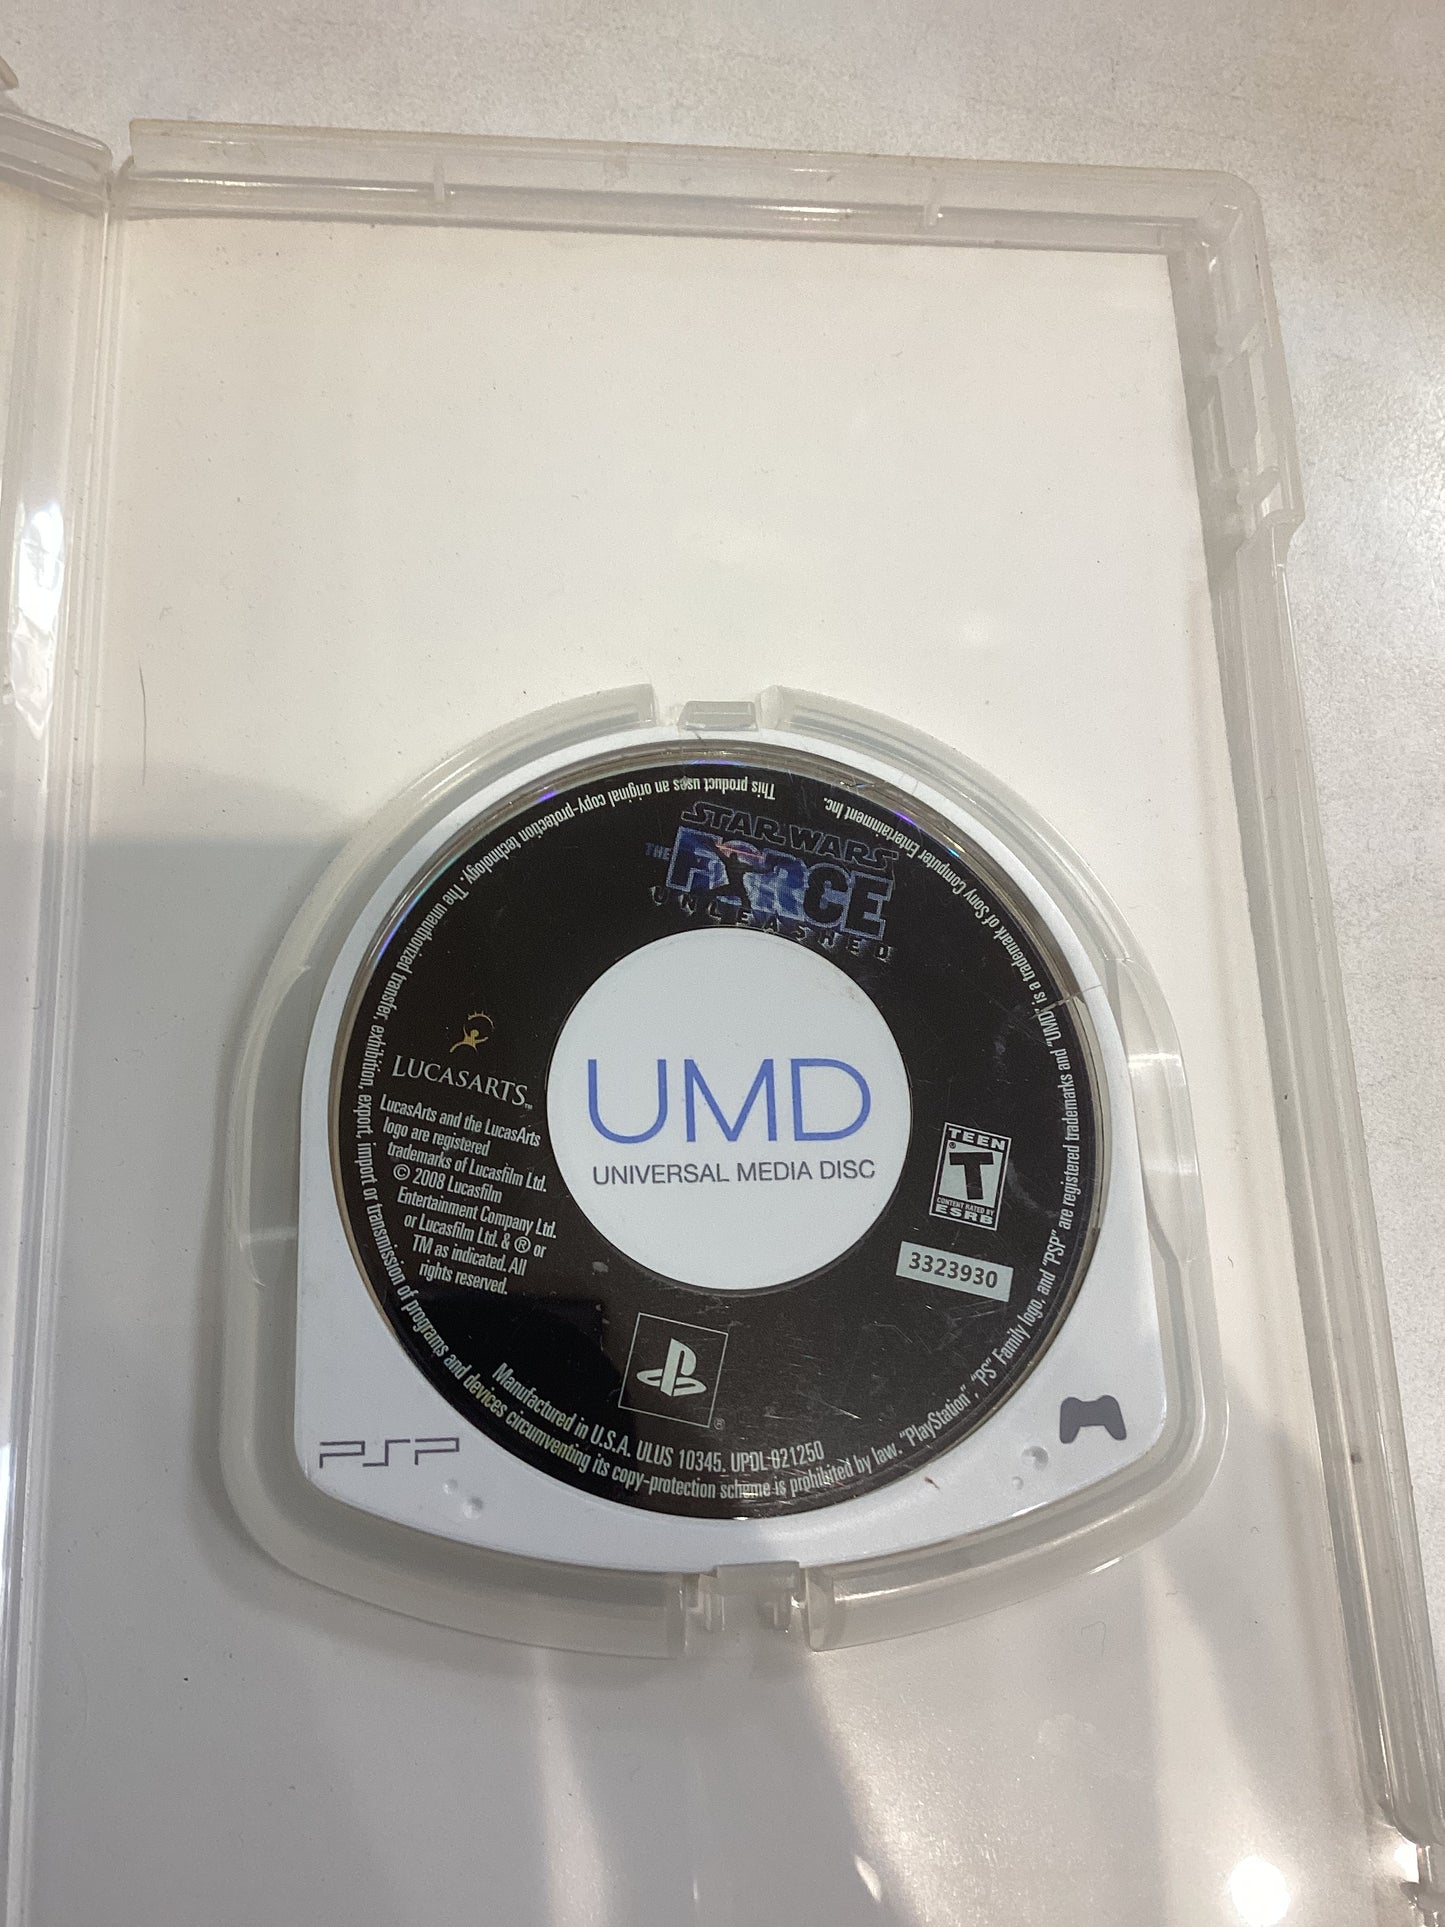 STAR WARS
THE FORCE
UNLEASHED
LUCASARTS™
LucasArts and the LucasArts
logo are registered
trademarks of Lucasfilm Ltd.
© 2008 Lucasfilm
Entertainment Company Ltd.
or Lucasfilm Ltd. & ® or
TM as indicated. All
rights reserved.
UMD
UNIVERSAL MEDIA DISC
TEEN
T
®
CONTENT RATED BY
ESRB
3323930
®
Manufactured in U.S.A. ULUS 10345. UPDL-021250
This product uses an original copy-protection technology. The unauthorized transfer, exhibition, export, import or transmission of programs and devices circumventing its copy-protection scheme is prohibited by law. "PlayStation", "PS" Family logo, and "PSP" are registered trademarks and "UMD" is a trademark of Sony Computer Entertainment Inc.
PSP